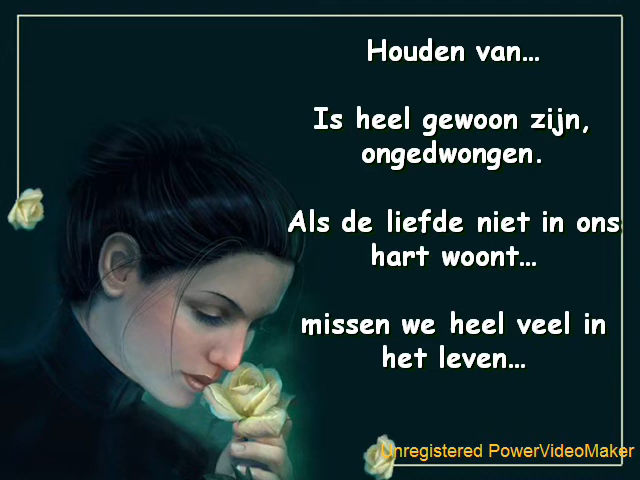 Houden van...
Is heel gewoon zijn,
ongedwongen.
Als de liefde niet in ons
hart woont...
missen we heel veel in
het leven...
Unregistered PowerVideoMaker